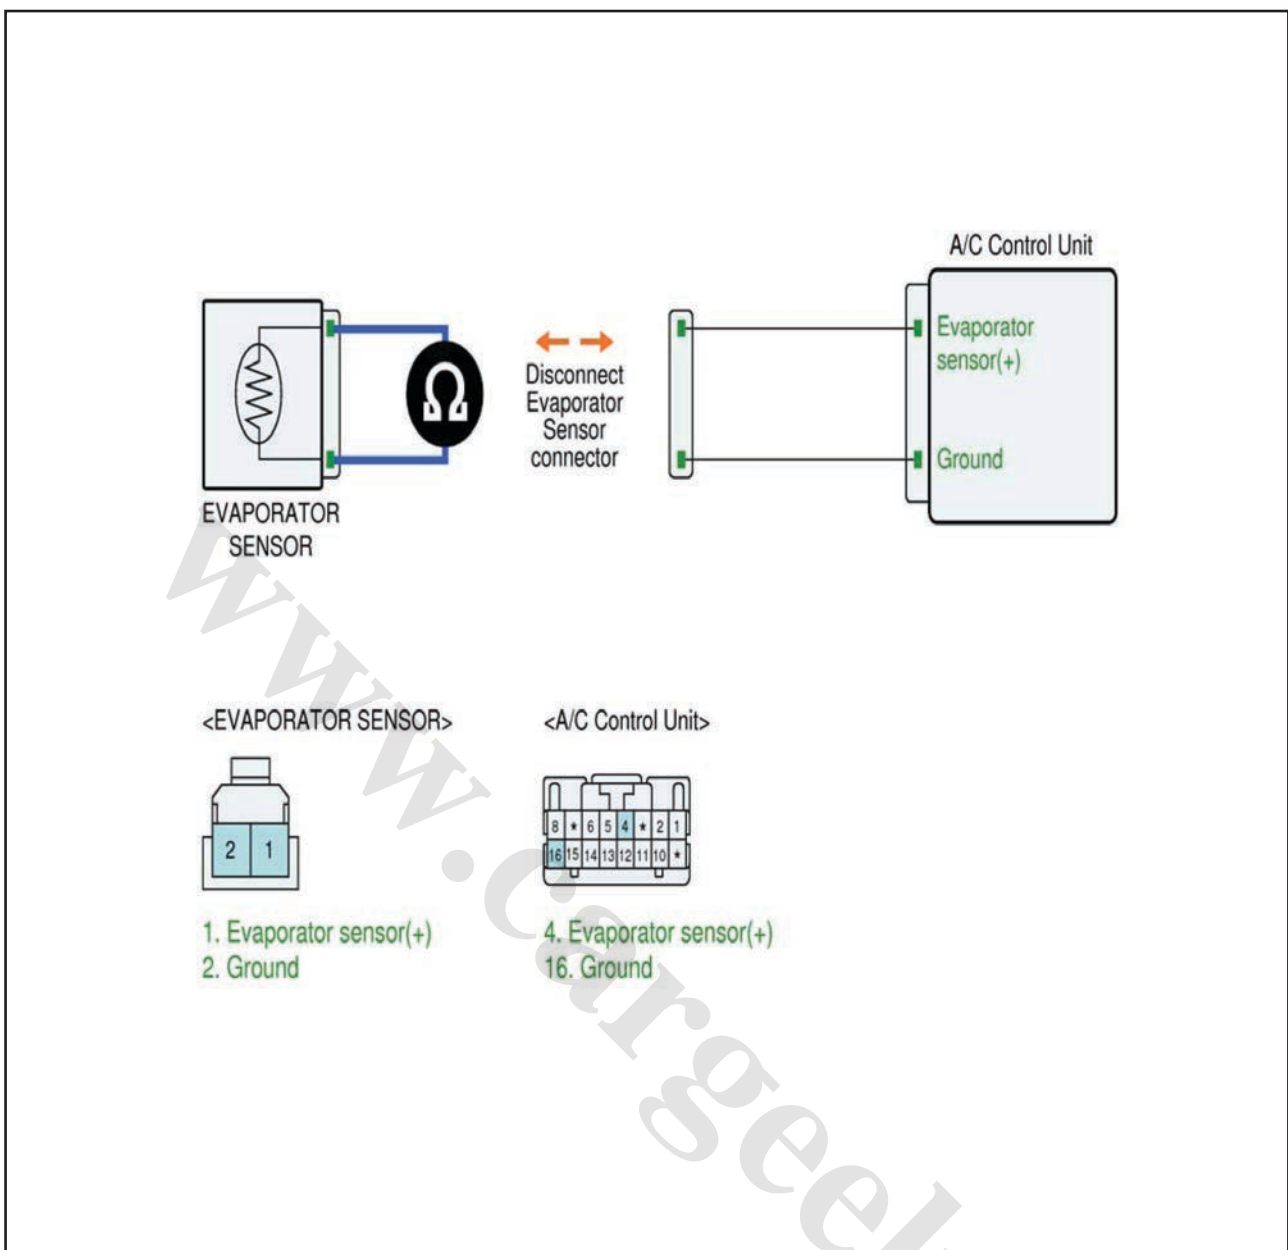 A/C Control Unit
Evaporator
sensor(+)
Ground
Ω
Disconnect
Evaporator
Sensor
connector
EVAPORATOR
SENSOR
<EVAPORATOR SENSOR>
<A/C Control Unit>
2 1
8 * 6 5 4 * 2 1
16 15 14 13 12 11 10 *
1. Evaporator sensor(+)
2. Ground
4. Evaporator sensor(+)
16. Ground
www.cargeek